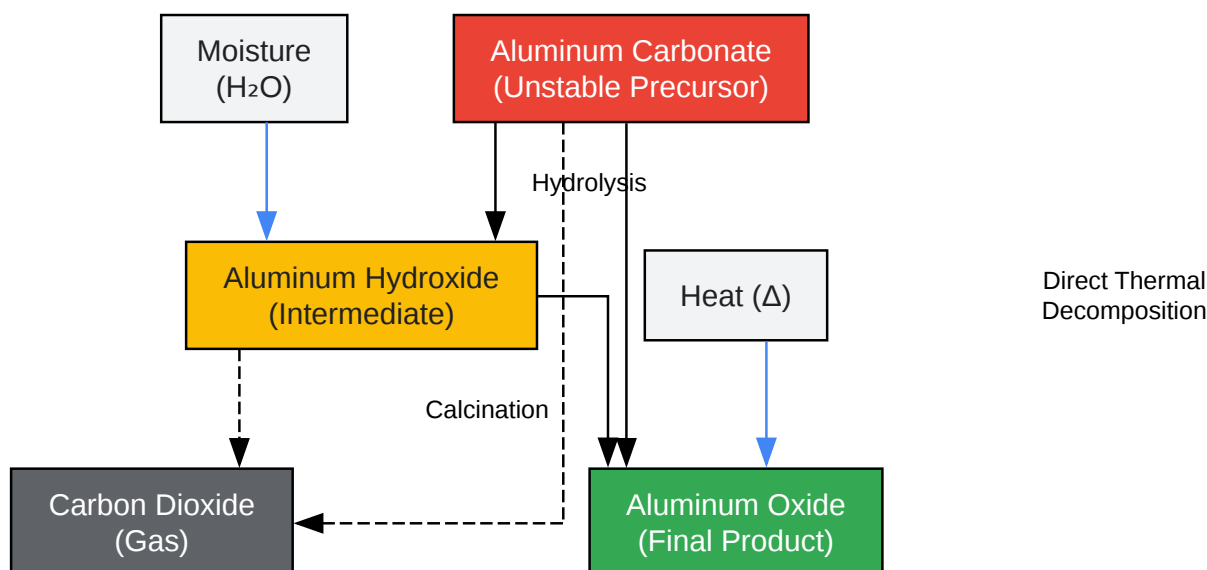 Moisture
(H₂O)
Aluminum Carbonate
(Unstable Precursor)
Hydrolysis
Aluminum Hydroxide
(Intermediate)
Heat (Δ)
Direct Thermal
Decomposition
Calcination
Carbon Dioxide
(Gas)
Aluminum Oxide
(Final Product)